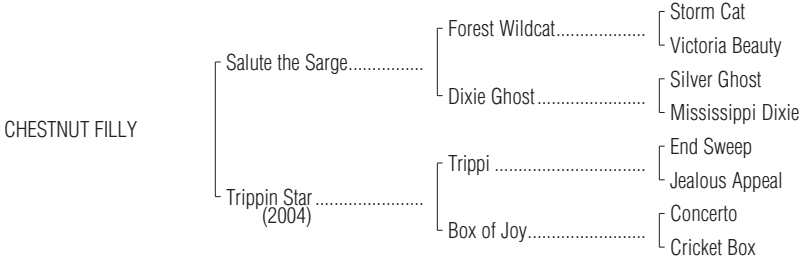 Storm Cat
Forest Wildcat...................
Victoria Beauty
Salute the Sarge................
Silver Ghost
Dixie Ghost.......................
Mississippi Dixie
CHESTNUT FILLY
End Sweep
Trippi ................................
Jealous Appeal
Trippin Star .......................
(2004)
Concerto
Box of Joy.........................
Cricket Box